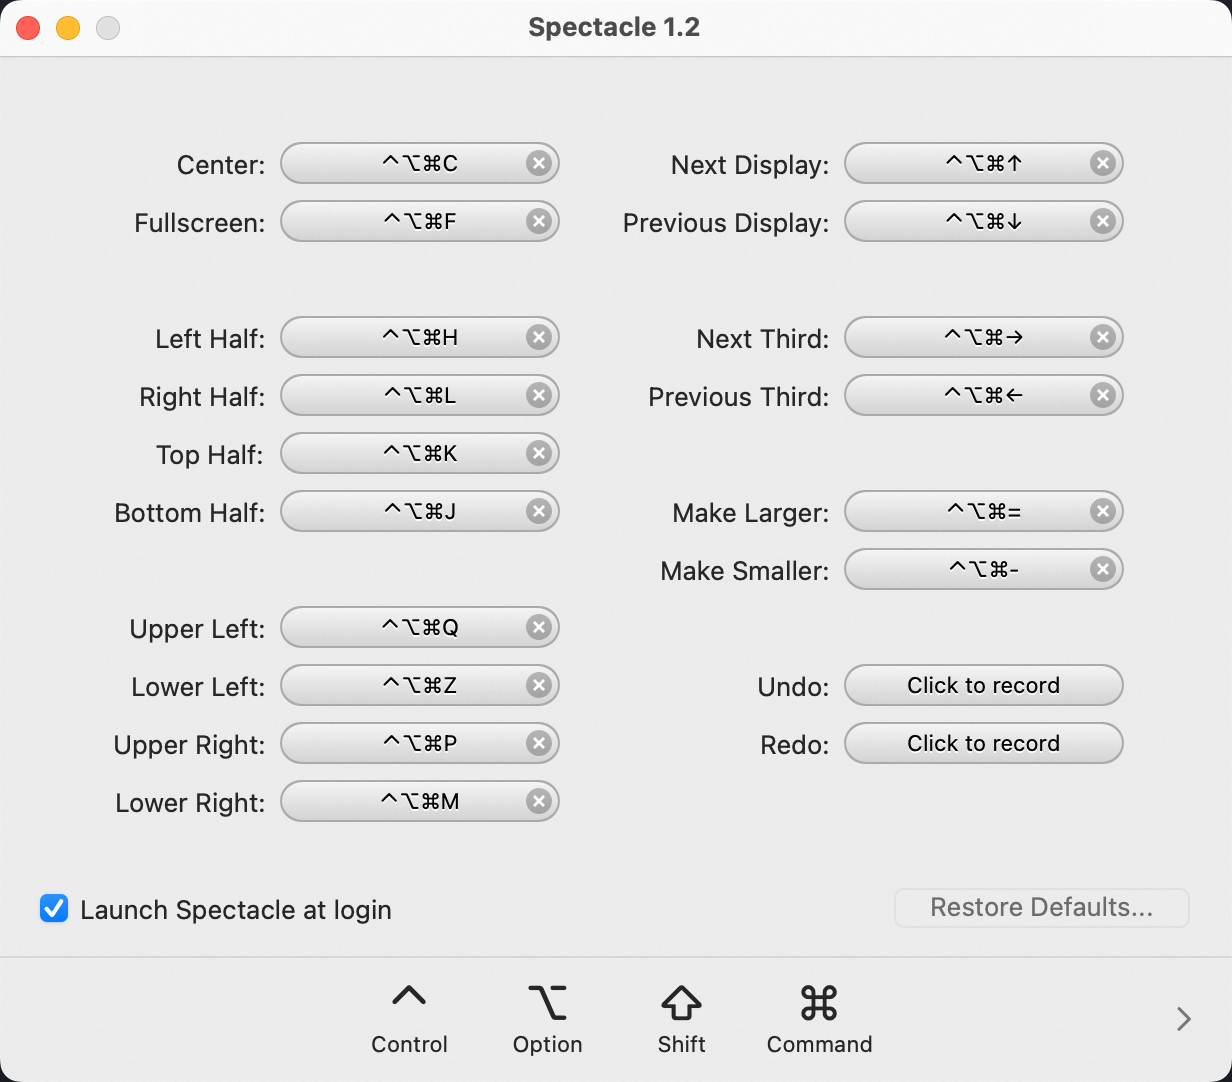 Spectacle 1.2
Center: ^⌥⌘C
Fullscreen: ^⌥⌘F
Left Half: ^⌥⌘H
Right Half: ^⌥⌘L
Top Half: ^⌥⌘K
Bottom Half: ^⌥⌘J
Upper Left: ^⌥⌘Q
Lower Left: ^⌥⌘Z
Upper Right: ^⌥⌘P
Lower Right: ^⌥⌘M
Next Display: ^⌥⌘↑
Previous Display: ^⌥⌘↓
Next Third: ^⌥⌘→
Previous Third: ^⌥⌘←
Make Larger: ^⌥⌘=
Make Smaller: ^⌥⌘-
Undo: Click to record
Redo: Click to record
Launch Spectacle at login
Restore Defaults...
^ ⌥ ⇧ ⌘
Control Option Shift Command